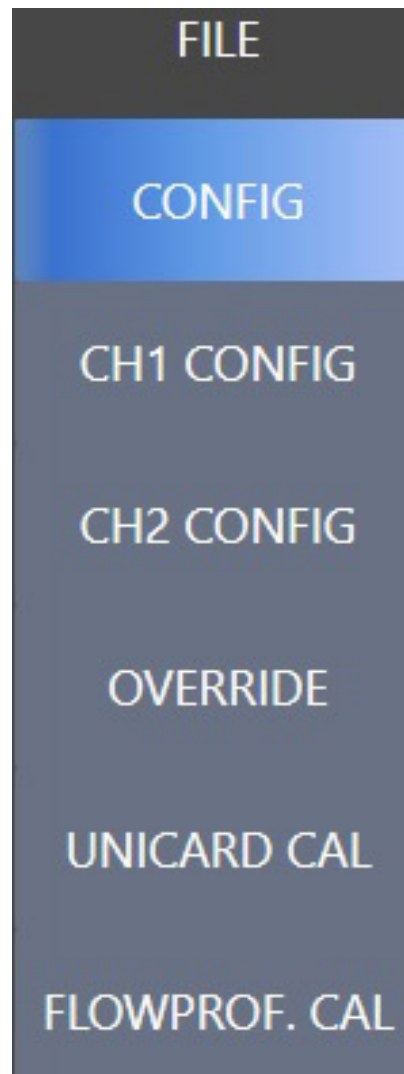 FILE
CONFIG
CH1 CONFIG
CH2 CONFIG
OVERRIDE
UNICARD CAL
FLOWPROF. CAL